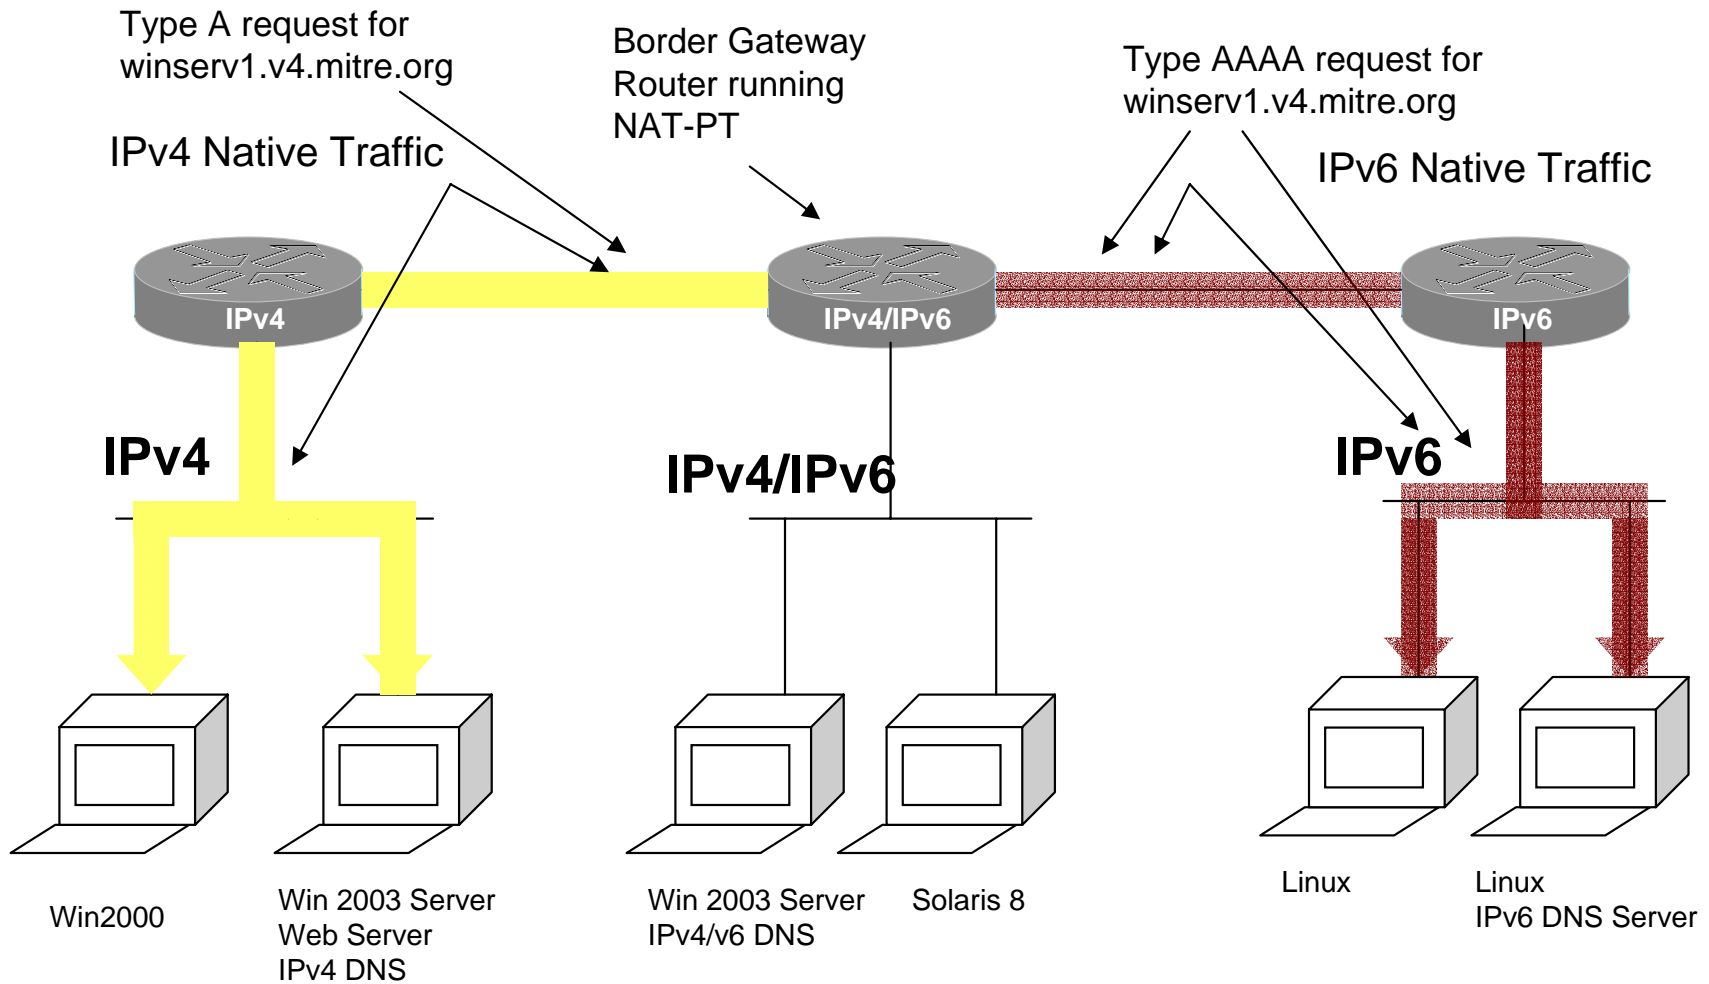 Type A request for
winserv1.v4.mitre.org
Border Gateway
Router running
NAT-PT
Type AAAA request for
winserv1.v4.mitre.org
IPv4 Native Traffic
IPv6 Native Traffic
IPv4
IPv4/IPv6
IPv6
IPv4
IPv4/IPv6
IPv6
Win2000
Win 2003 Server
Web Server
IPv4 DNS
Win 2003 Server
IPv4/v6 DNS
Solaris 8
Linux
Linux
IPv6 DNS Server